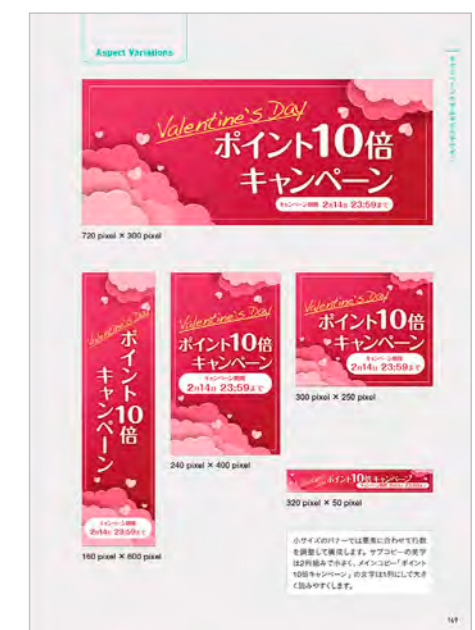 Aspect Variations
Valentine's Day
ポイント10倍
キャンペーン
キャンペーン期間 2月14日 23:59まで
720 pixel × 300 pixel
Valentine's Day
ポイント10倍
キャンペーン
キャンペーン期間
2月14日 23:59まで
160 pixel × 600 pixel
Valentine's Day
ポイント10倍
キャンペーン
キャンペーン期間
2月14日 23:59まで
240 pixel × 400 pixel
Valentine's Day
ポイント10倍
キャンペーン
キャンペーン期間
2月14日 23:59まで
300 pixel × 250 pixel
ポイント10倍キャンペーン
320 pixel × 50 pixel
小サイズのバナーでは要素に合わせて行数
を調整して構成します。サブコピーの英字
は2列組みで小さく、メインコピー「ポイント
10倍キャンペーン」の文字は1列にして大き
く読みやすくします。
169